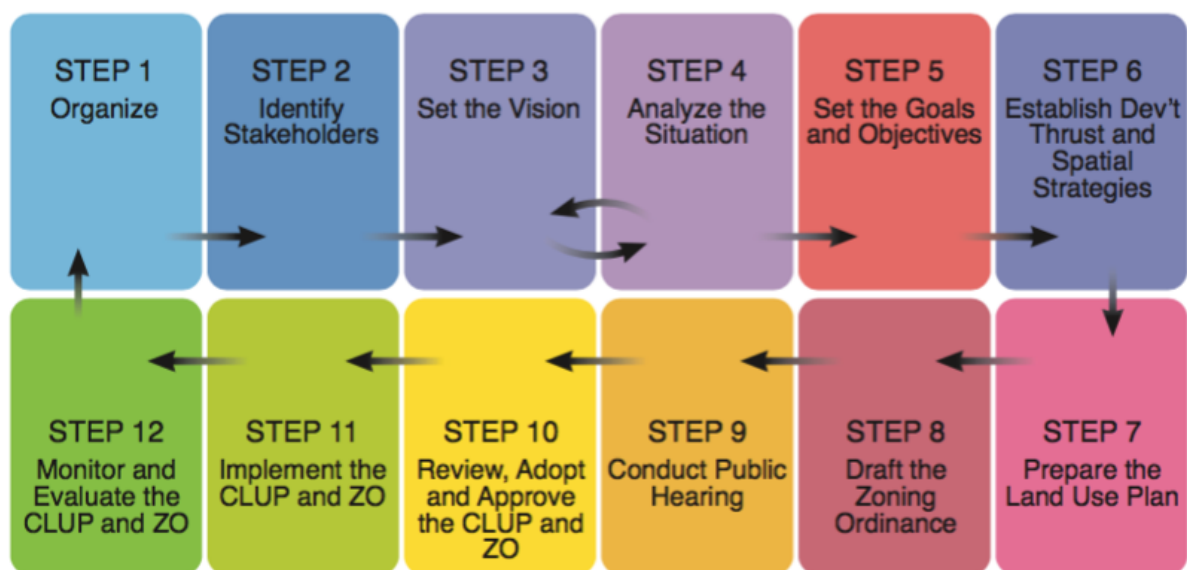 STEP 1
Organize
STEP 2
Identify
Stakeholders
STEP 3
Set the Vision
STEP 4
Analyze the
Situation
STEP 5
Set the Goals
and Objectives
STEP 6
Establish Dev't
Thrust and
Spatial
Strategies
STEP 12
Monitor and
Evaluate the
CLUP and ZO
STEP 11
Implement the
CLUP and ZO
STEP 10
Review, Adopt
and Approve
the CLUP and
ZO
STEP 9
Conduct Public
Hearing
STEP 8
Draft the
Zoning
Ordinance
STEP 7
Prepare the
Land Use Plan